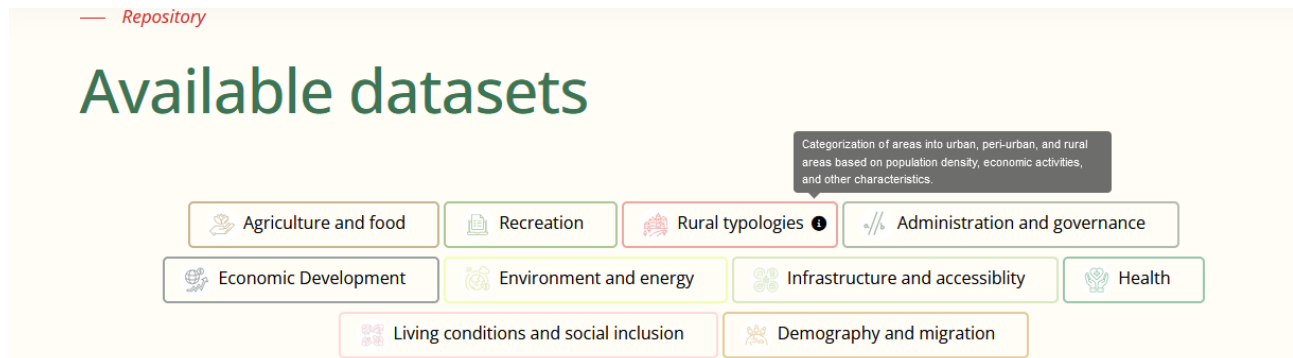 Repository
Available datasets
Categorization of areas into urban, peri-urban, and rural
areas based on population density, economic activities,
and other characteristics.
Agriculture and food
Recreation
Rural typologies
Administration and governance
Economic Development
Environment and energy
Infrastructure and accessiblity
Health
Living conditions and social inclusion
Demography and migration